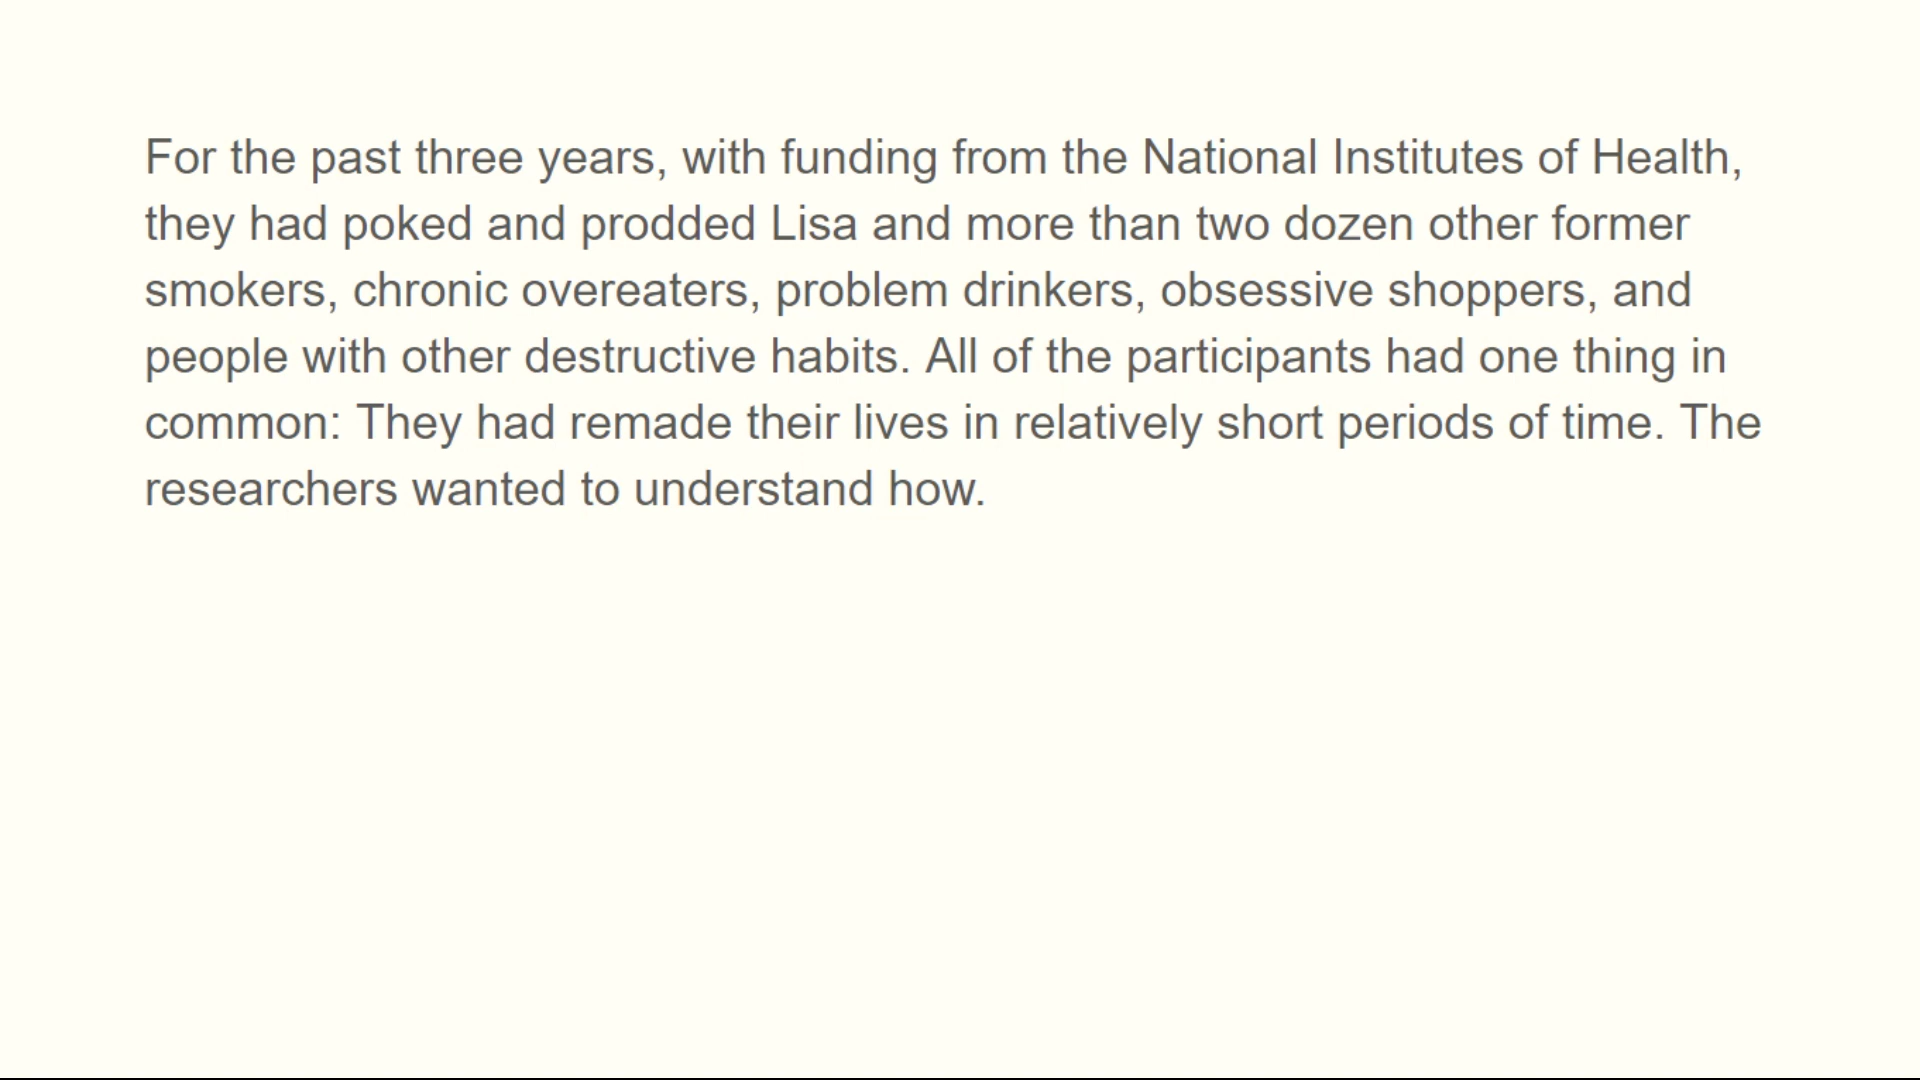 For the past three years, with funding from the National Institutes of Health,
they had poked and prodded Lisa and more than two dozen other former
smokers, chronic overeaters, problem drinkers, obsessive shoppers, and
people with other destructive habits. All of the participants had one thing in
common: They had remade their lives in relatively short periods of time. The
researchers wanted to understand how.